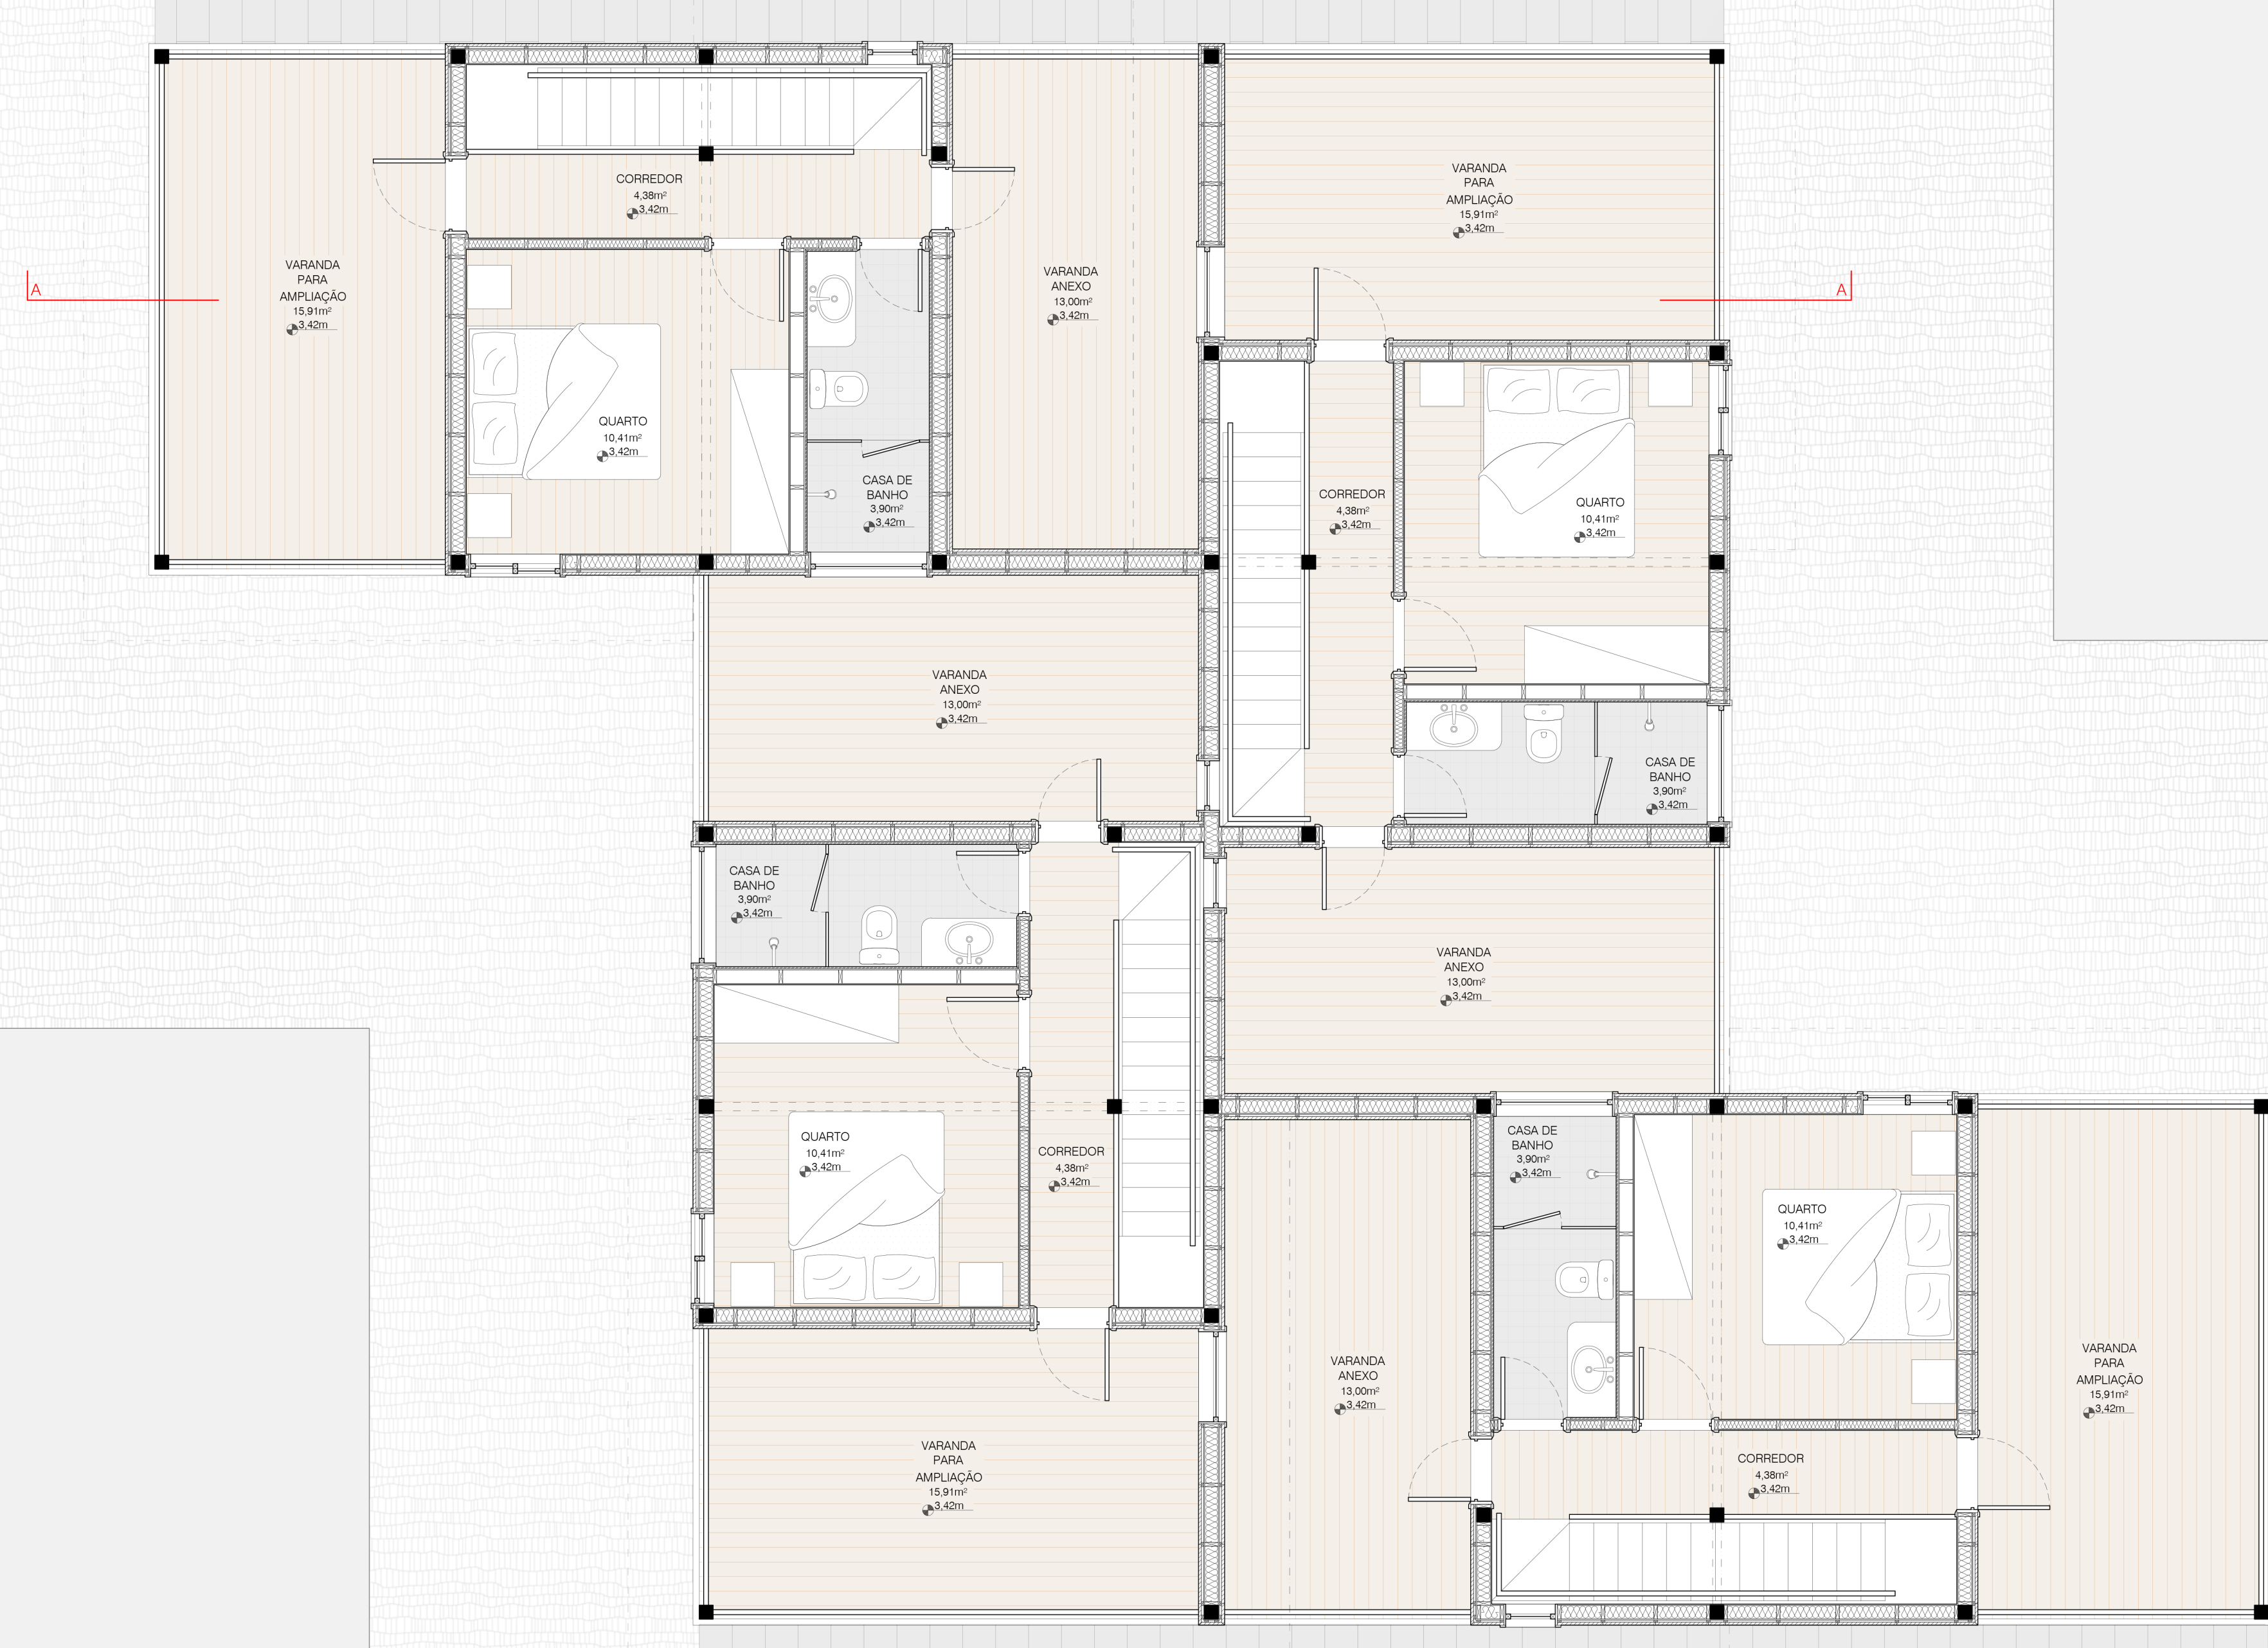 CORREDOR
4,38m²
3,42m
VARANDA
PARA
AMPLIAÇÃO
15,91m²
3,42m
A
VARANDA
ANEXO
13,00m²
3,42m
VARANDA
PARA
AMPLIAÇÃO
15,91m²
3,42m
A
QUARTO
10,41m²
3,42m
CASA DE
BANHO
3,90m²
3,42m
CORREDOR
4,38m²
3,42m
QUARTO
10,41m²
3,42m
VARANDA
ANEXO
13,00m²
3,42m
CASA DE
BANHO
3,90m²
3,42m
CASA DE
BANHO
3,90m²
3,42m
VARANDA
ANEXO
13,00m²
3,42m
QUARTO
10,41m²
3,42m
CORREDOR
4,38m²
3,42m
CASA DE
BANHO
3,90m²
3,42m
QUARTO
10,41m²
3,42m
VARANDA
PARA
AMPLIAÇÃO
15,91m²
3,42m
VARANDA
ANEXO
13,00m²
3,42m
VARANDA
PARA
AMPLIAÇÃO
15,91m²
3,42m
CORREDOR
4,38m²
3,42m